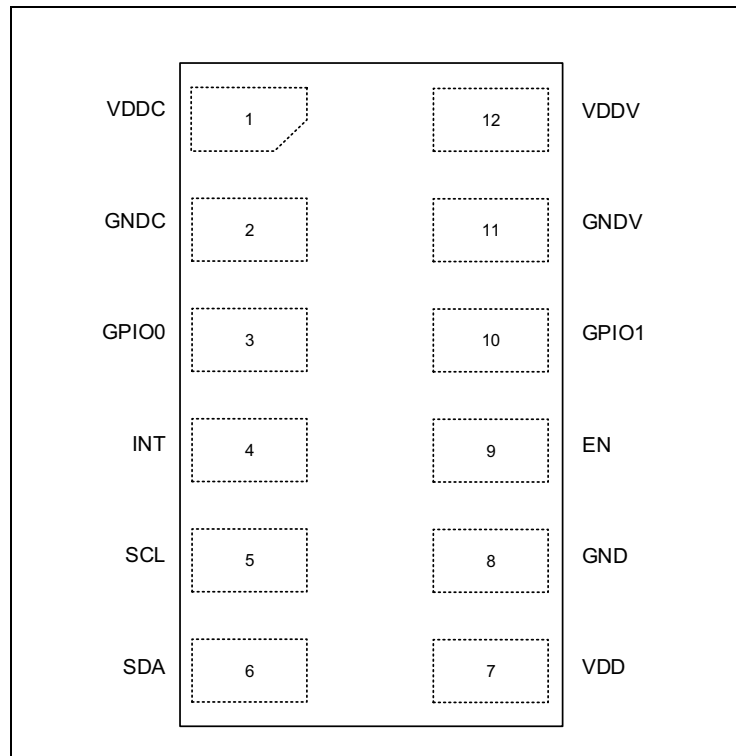 VDDC 1 12 VDDV
GNDC 2 11 GNDV
GPIO0 3 10 GPIO1
INT 4 9 EN
SCL 5 8 GND
SDA 6 7 VDD